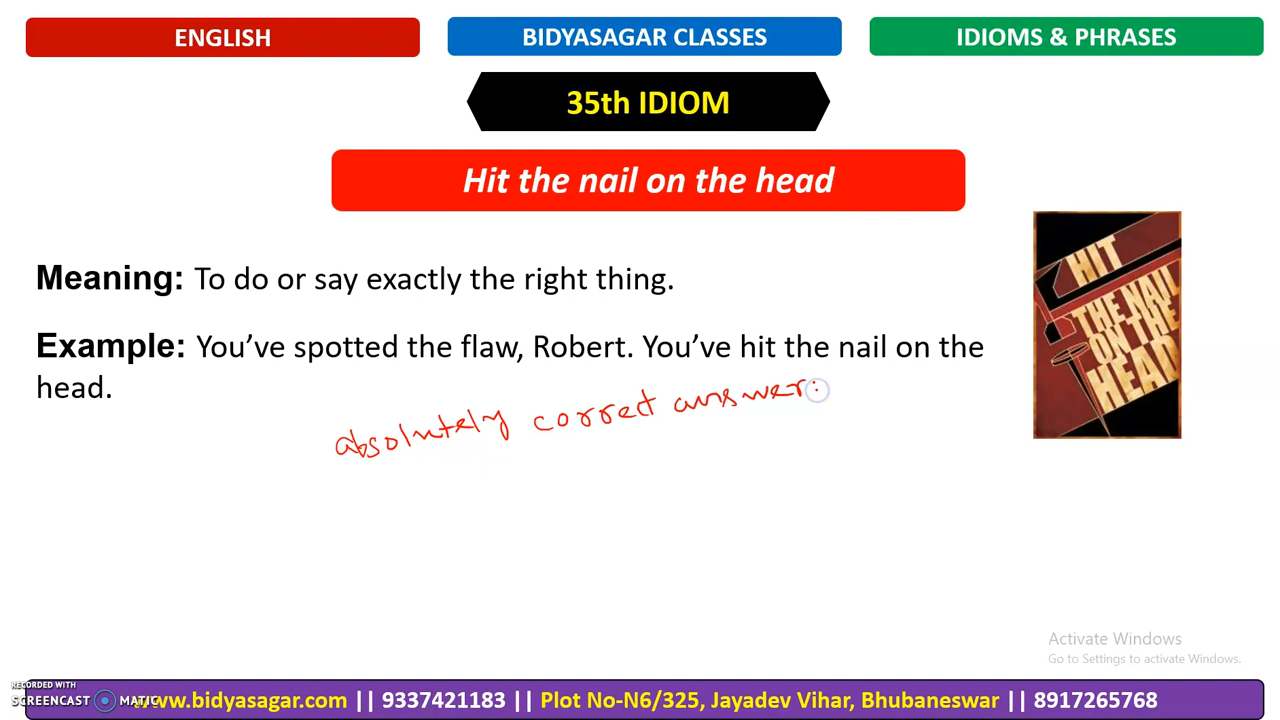 ENGLISH
BIDYASAGAR CLASSES
IDIOMS & PHRASES
35th IDIOM
Hit the nail on the head
Meaning: To do or say exactly the right thing.
Example: You’ve spotted the flaw, Robert. You’ve hit the nail on the
head.
absolutely correct answer:
HIT
THE NAIL
ON THE
HEAD
Activate Windows
Go to Settings to activate Windows.
RECORDED WITH
SCREENCAST MATIC
www.bidyasagar.com || 9337421183 || Plot No-N6/325, Jayadev Vihar, Bhubaneswar || 8917265768